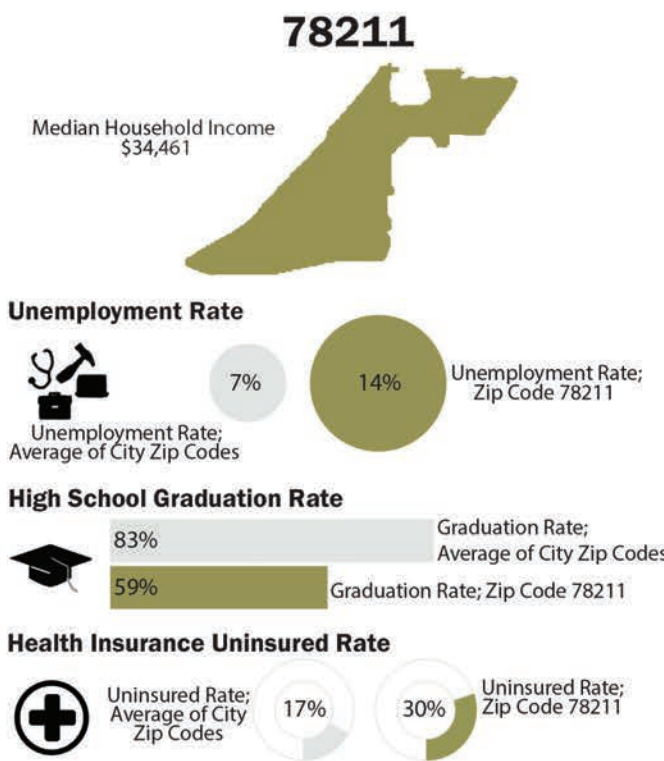 78211
Median Household Income
$34,461
Unemployment Rate
7%
14%
Unemployment Rate;
Zip Code 78211
Unemployment Rate;
Average of City Zip Codes
High School Graduation Rate
83%
Graduation Rate;
Average of City Zip Codes
59%
Graduation Rate; Zip Code 78211
Health Insurance Uninsured Rate
Uninsured Rate;
Average of City
Zip Codes
17%
30%
Uninsured Rate;
Zip Code 78211